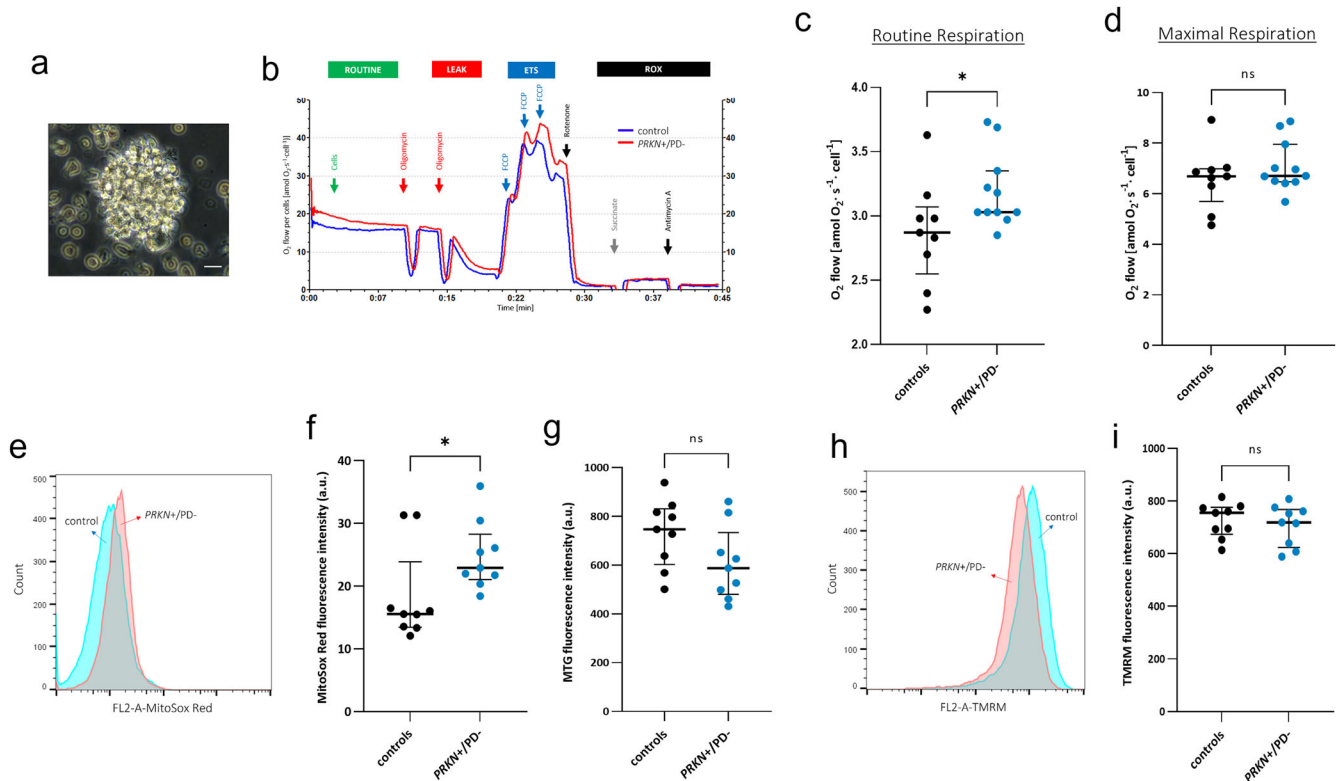 a
b
ROUTINE LEAK ETS ROX
O2 flow per cells [amol O2·s-1·cell-1)]
50
40
30
20
10
0
Cells
Oligomycin
Oligomycin
FCCP
FCCP
FCCP
Rotenone
Succinate
Antimycin A
control
PRKN+/PD-
50
40
30
20
10
0
0:00 0:07 0:15 0:22 0:30 0:37 0:45
Time [min]
c
Routine Respiration
*
O2 flow [amol O2· s-1· cell-1]
4.0
3.5
3.0
2.5
2.0
controls
PRKN+/PD-
d
Maximal Respiration
ns
O2 flow [amol O2· s-1· cell-1]
10
8
6
4
2
0
controls
PRKN+/PD-
e
Count
500
400
300
200
100
0
control
PRKN+/PD-
FL2-A-MitoSox Red
f
*
MitoSox Red fluorescence intensity (a.u.)
40
30
20
10
0
controls
PRKN+/PD-
g
ns
MTG fluorescence intensity (a.u.)
1000
800
600
400
200
0
controls
PRKN+/PD-
h
Count
500
400
300
200
100
0
control
PRKN+/PD-
FL2-A-TMRM
i
ns
TMRM fluorescence intensity (a.u.)
1000
800
600
400
200
0
controls
PRKN+/PD-